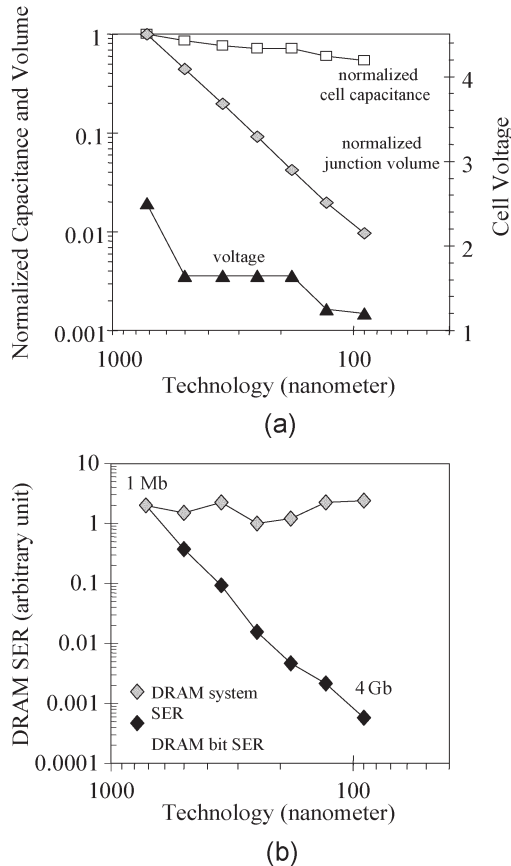 Normalized Capacitance and Volume
1
0.1
0.01
0.001
normalized
cell capacitance
normalized
junction volume
voltage
4
3
2
1
Cell Voltage
1000
100
Technology (nanometer)
(a)
DRAM SER (arbitrary unit)
10
1
0.1
0.01
0.001
0.0001
1 Mb
4 Gb
DRAM system
SER
DRAM bit SER
1000
100
Technology (nanometer)
(b)